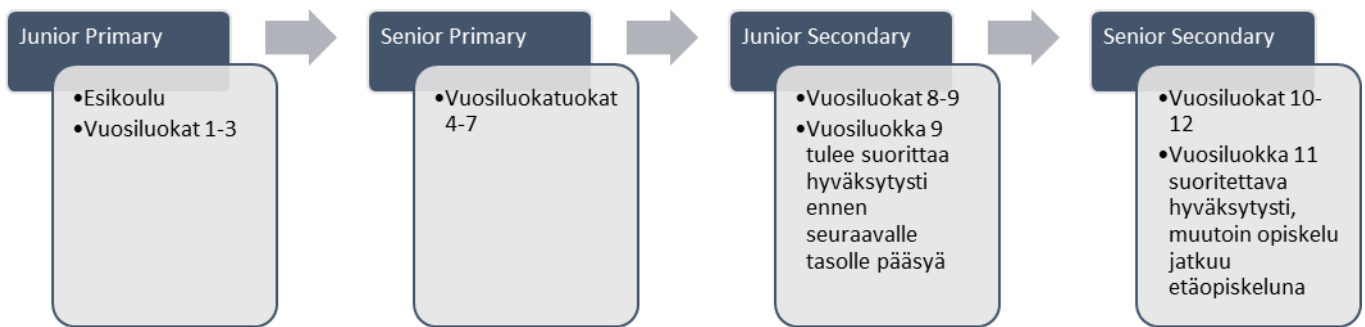 Junior Primary
•Esikoulu
•Vuosiluokat 1-3
Senior Primary
•Vuosiluokatuokat
4-7
Junior Secondary
•Vuosiluokat 8-9
•Vuosiluokka 9
tulee suorittaa
hyväksytysti
ennen
seuraavalle
tasolle pääsyä
Senior Secondary
•Vuosiluokat 10-
12
•Vuosiluokka 11
suoritettava
hyväksytysti,
muutoin opiskelu
jatkuu
etäopiskeluna